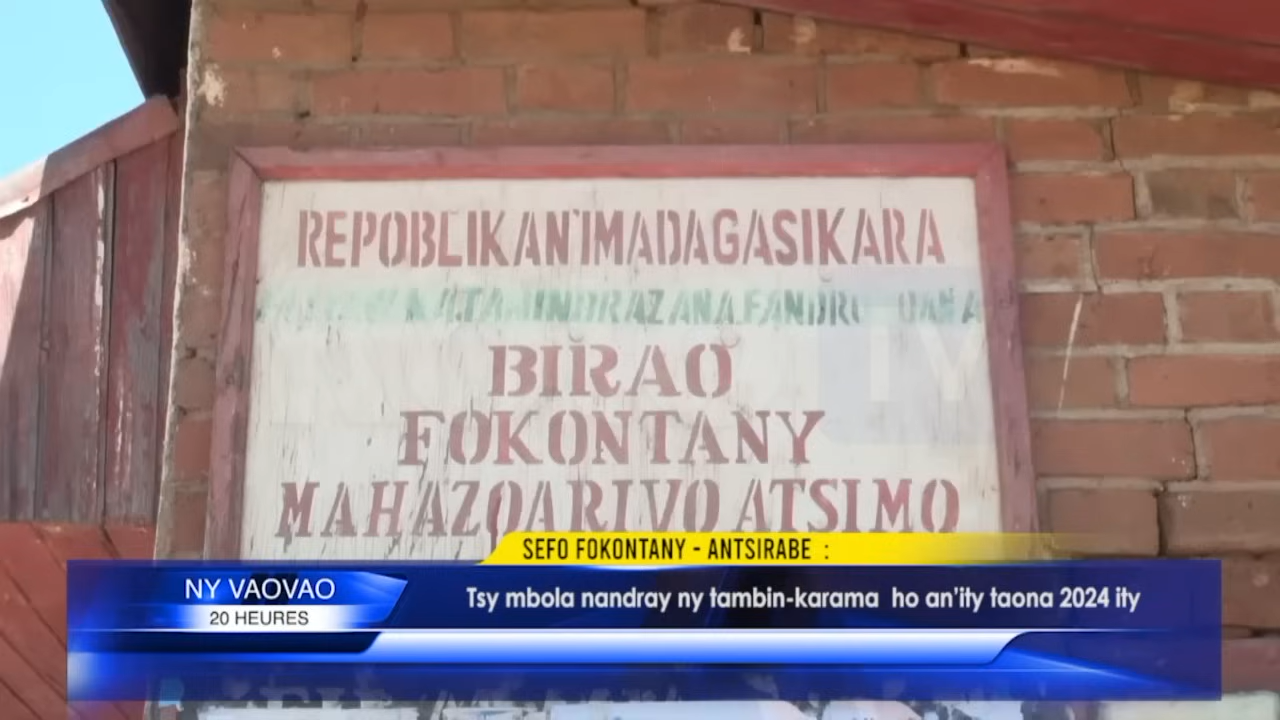 REPOBLIKAN'I MADAGASIKARA
BIRAO
FOKONTANY
MAHAZOARIVO ATSIMO
SEFO FOKONTANY - ANTSIRABE :
NY VAOVAO
20 HEURES
Tsy mbola nandray ny tambin-karama ho an'ity taona 2024 ity
TV